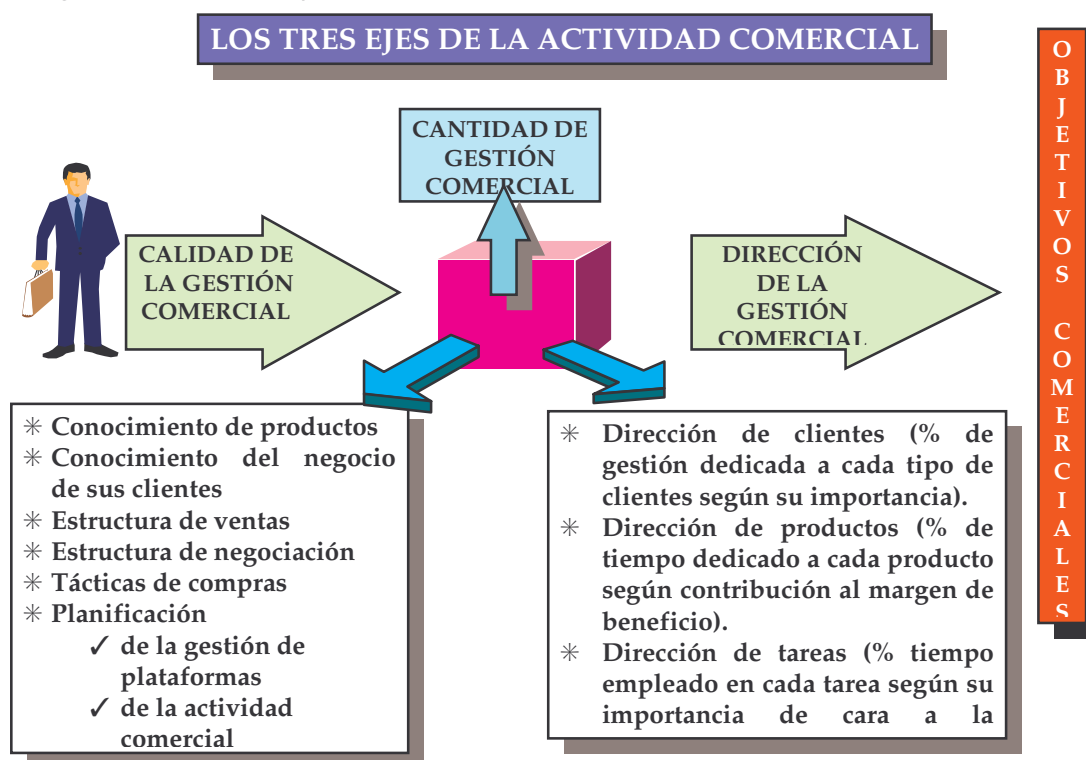 LOS TRES EJES DE LA ACTIVIDAD COMERCIAL
CANTIDAD DE
GESTIÓN
COMERCIAL
CALIDAD DE
LA GESTIÓN
COMERCIAL
DIRECCIÓN
DE LA
GESTIÓN
COMERCIAL
✳ Conocimiento de productos
✳ Conocimiento del negocio
de sus clientes
✳ Estructura de ventas
✳ Estructura de negociación
✳ Tácticas de compras
✳ Planificación
✓ de la gestión de
plataformas
✓ de la actividad
comercial
✳ Dirección de clientes (% de
gestión dedicada a cada tipo de
clientes según su importancia).
✳ Dirección de productos (% de
tiempo dedicado a cada producto
según contribución al margen de
beneficio).
✳ Dirección de tareas (% tiempo
empleado en cada tarea según su
importancia de cara a la
OBJETIVOS COMERCIALES